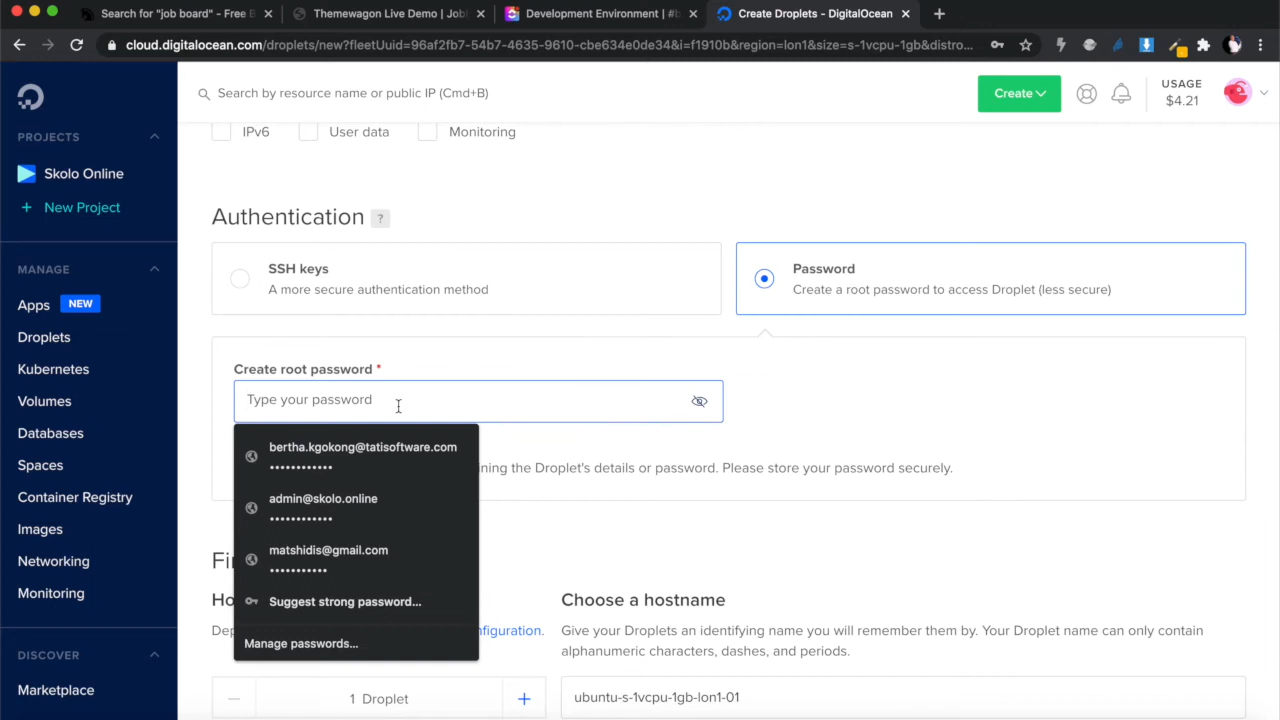 Search for "job board" - Free B
Themewagon Live Demo | Job
Development Environment | #b
Create Droplets - DigitalOcean
cloud.digitalocean.com/droplets/new?fleetUuid=96af2fb7-54b7-4635-9610-cbe634e0de34&i=f1910b&region=lon1&size=s-1vcpu-1gb&distro...
Search by resource name or public IP (Cmd+B)
Create
USAGE
$4.21
PROJECTS
Skolo Online
+ New Project
MANAGE
Apps NEW
Droplets
Kubernetes
Volumes
Databases
Spaces
Container Registry
Images
Networking
Monitoring
DISCOVER
Marketplace
IPv6 User data Monitoring
Authentication ?
SSH keys
A more secure authentication method
Password
Create a root password to access Droplet (less secure)
Create root password *
Type your password
bertha.kgokong@tatisoftware.com
••••••••••••
admin@skolo.online
••••••••••••
matshidis@gmail.com
•••••••••••
Suggest strong password...
Manage passwords...
ning the Droplet's details or password. Please store your password securely.
Fi
Ho
Dep
nfiguration.
1 Droplet
Choose a hostname
Give your Droplets an identifying name you will remember them by. Your Droplet name can only contain
alphanumeric characters, dashes, and periods.
ubuntu-s-1vcpu-1gb-lon1-01